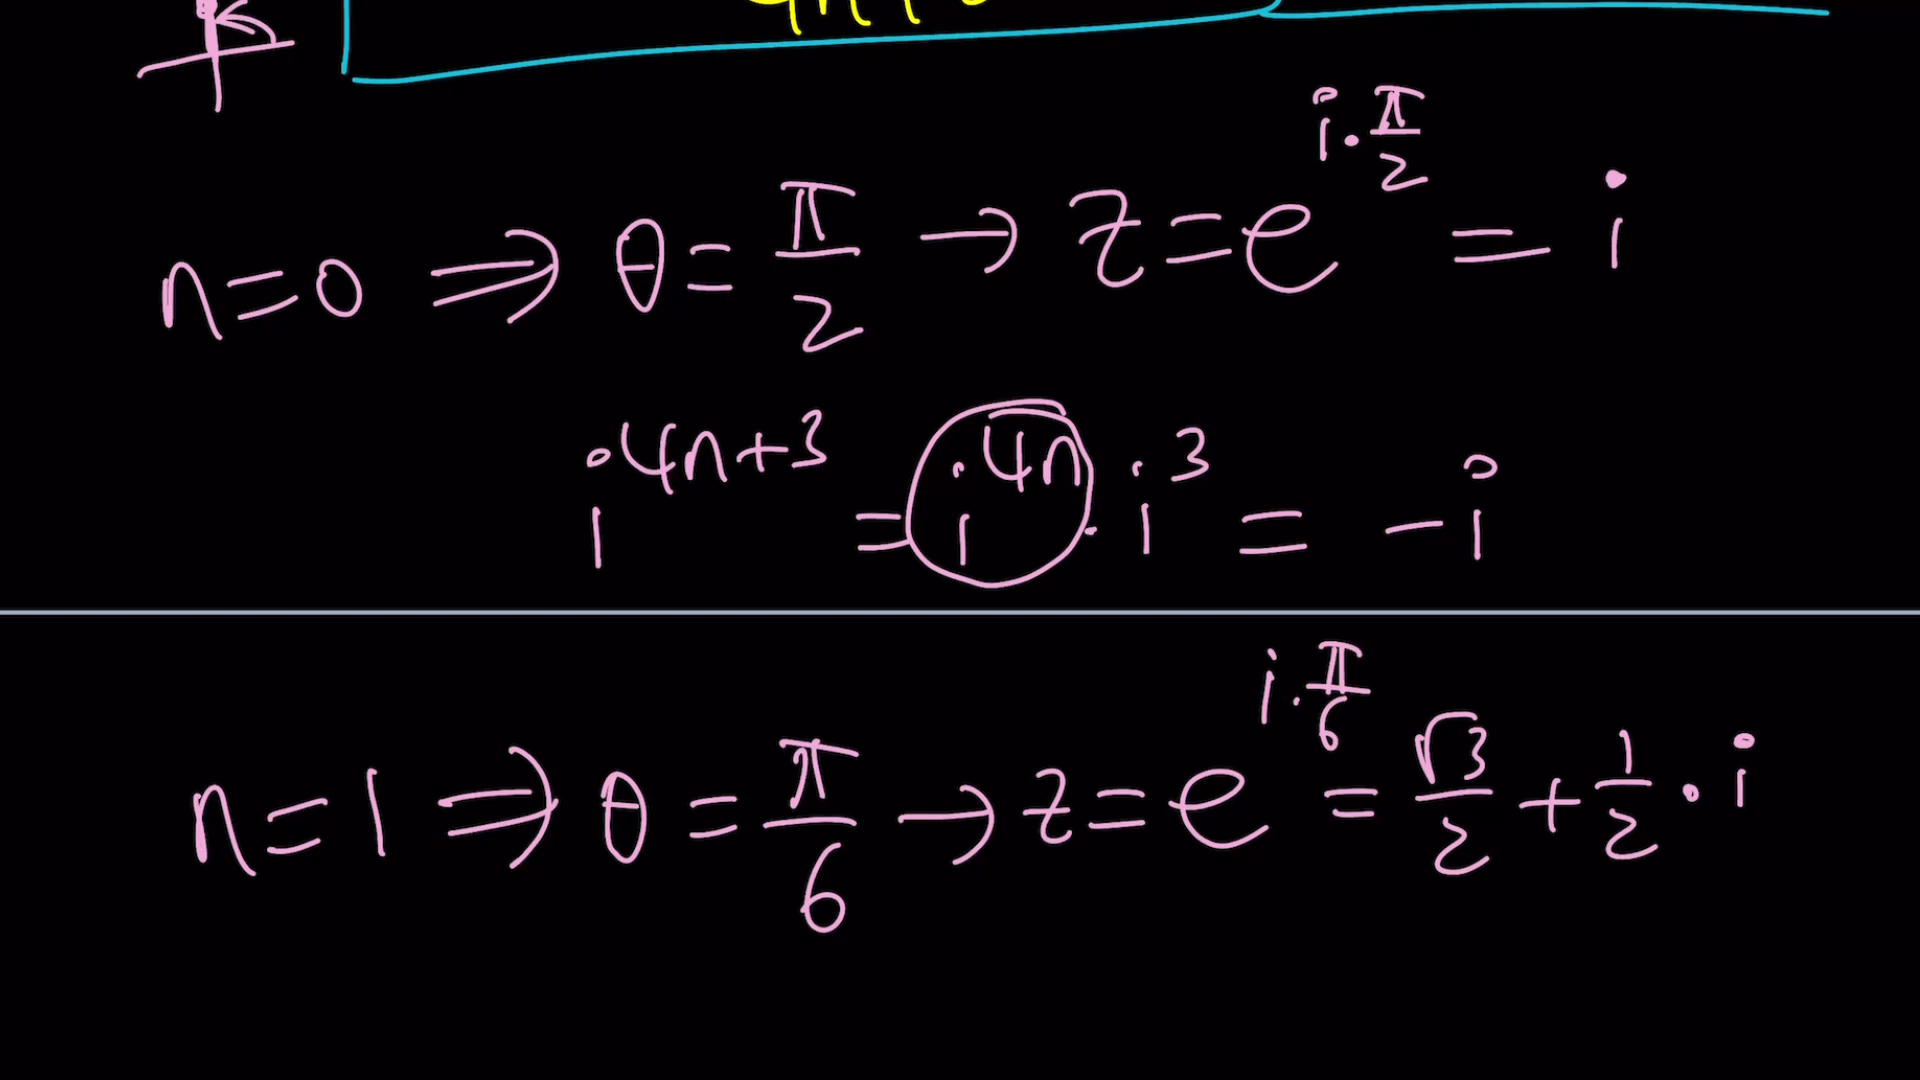 n=0 ⇒ θ = π/2 → z = e^(i·π/2) = i
i^(4n+3) = i^(4n) · i^3 = -i
n=1 ⇒ θ = π/6 → z = e^(i·π/6) = √3/2 + 1/2 · i